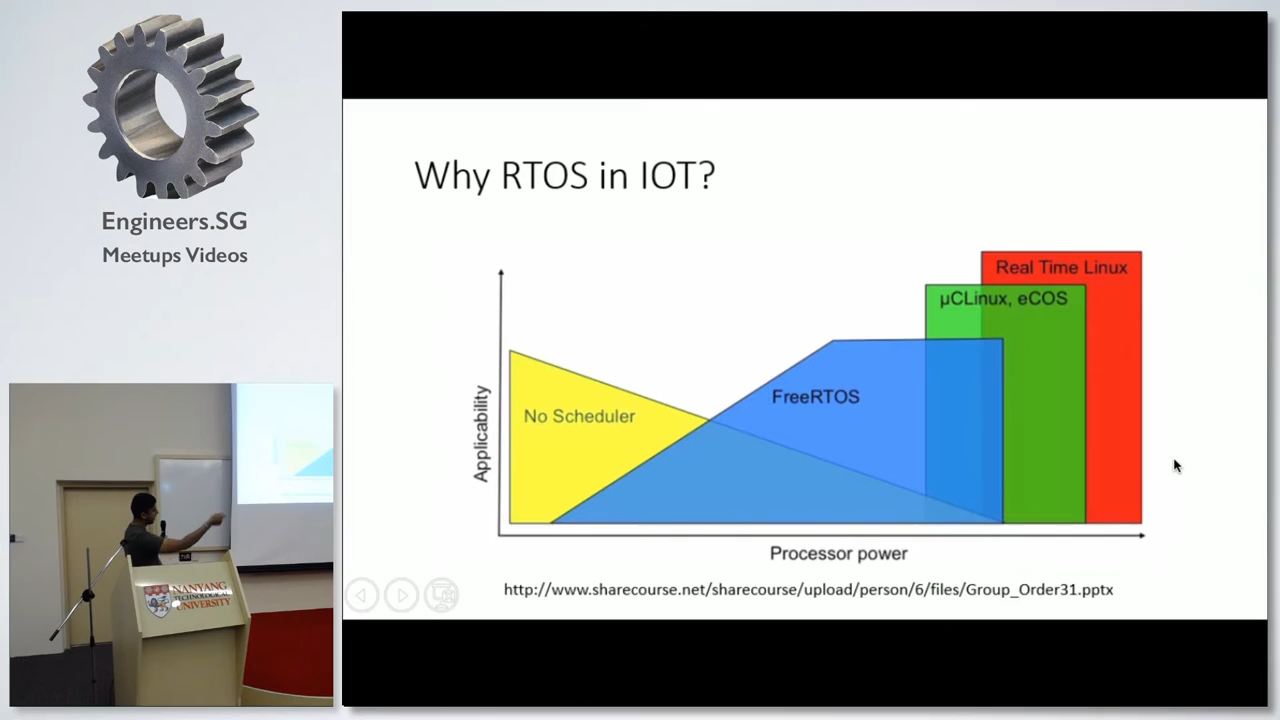 Engineers.SG
Meetups Videos
Why RTOS in IOT?
Real Time Linux
µCLinux, eCOS
FreeRTOS
No Scheduler
Applicability
Processor power
http://www.sharecourse.net/sharecourse/upload/person/6/files/Group_Order31.pptx
NANYANG
TECHNOLOGICAL
UNIVERSITY